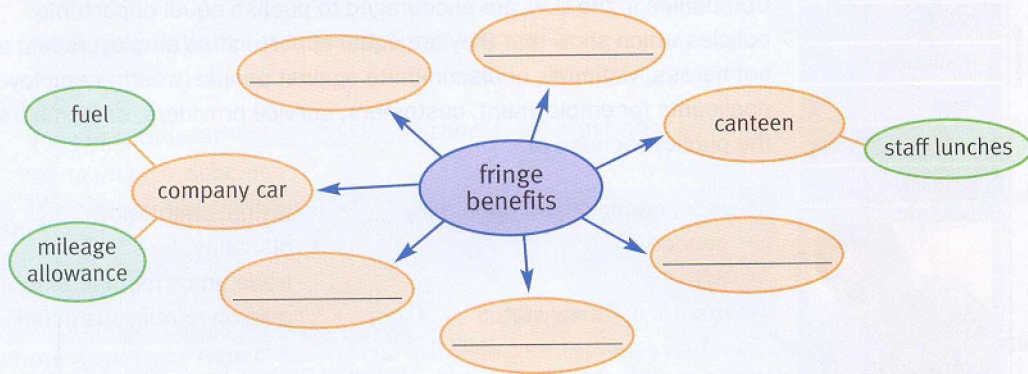 fuel
company car
mileage
allowance
fringe
benefits
canteen
staff lunches